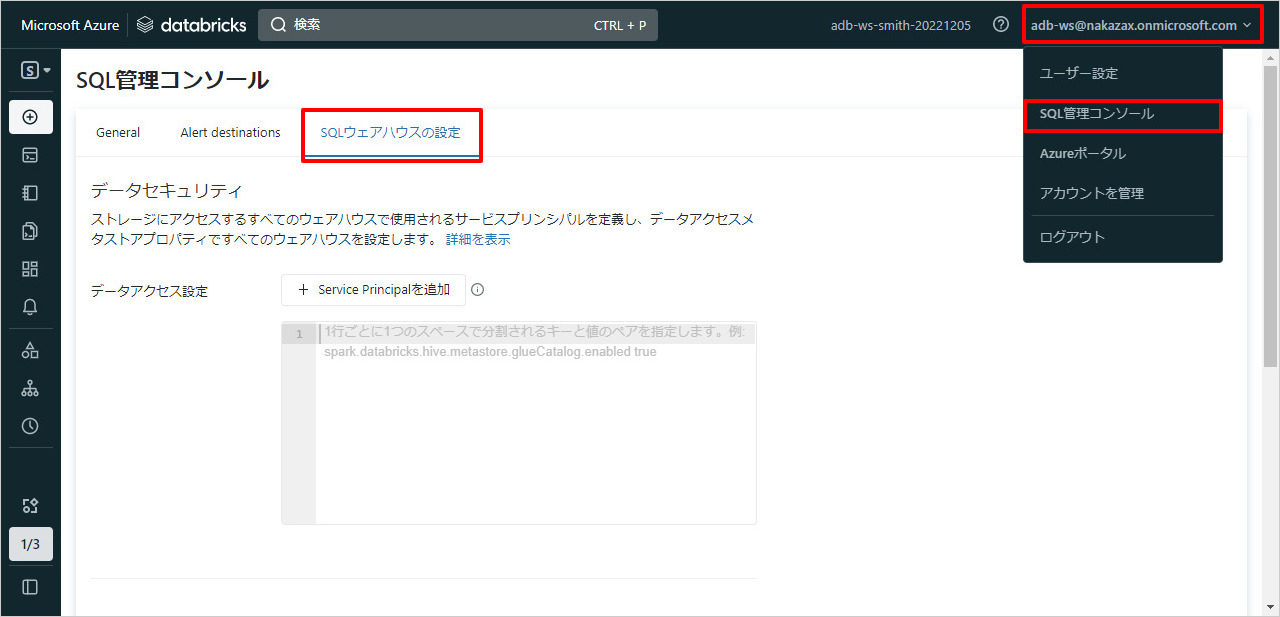 Microsoft Azure databricks 検索 CTRL + P adb-ws-smith-20221205 adb-ws@nakazax.onmicrosoft.com
ユーザー設定
SQL管理コンソール
Azureポータル
アカウントを管理
ログアウト
S
SQL管理コンソール
General Alert destinations SQLウェアハウスの設定
データセキュリティ
ストレージにアクセスするすべてのウェアハウスで使用されるサービスプリンシパルを定義し、データアクセスメ
タストアプロパティですべてのウェアハウスを設定します。 詳細を表示
データアクセス設定 + Service Principalを追加
1 1行ごとに1つのスペースで分割されるキーと値のペアを指定します。例:
spark.databricks.hive.metastore.glueCatalog.enabled true
1/3